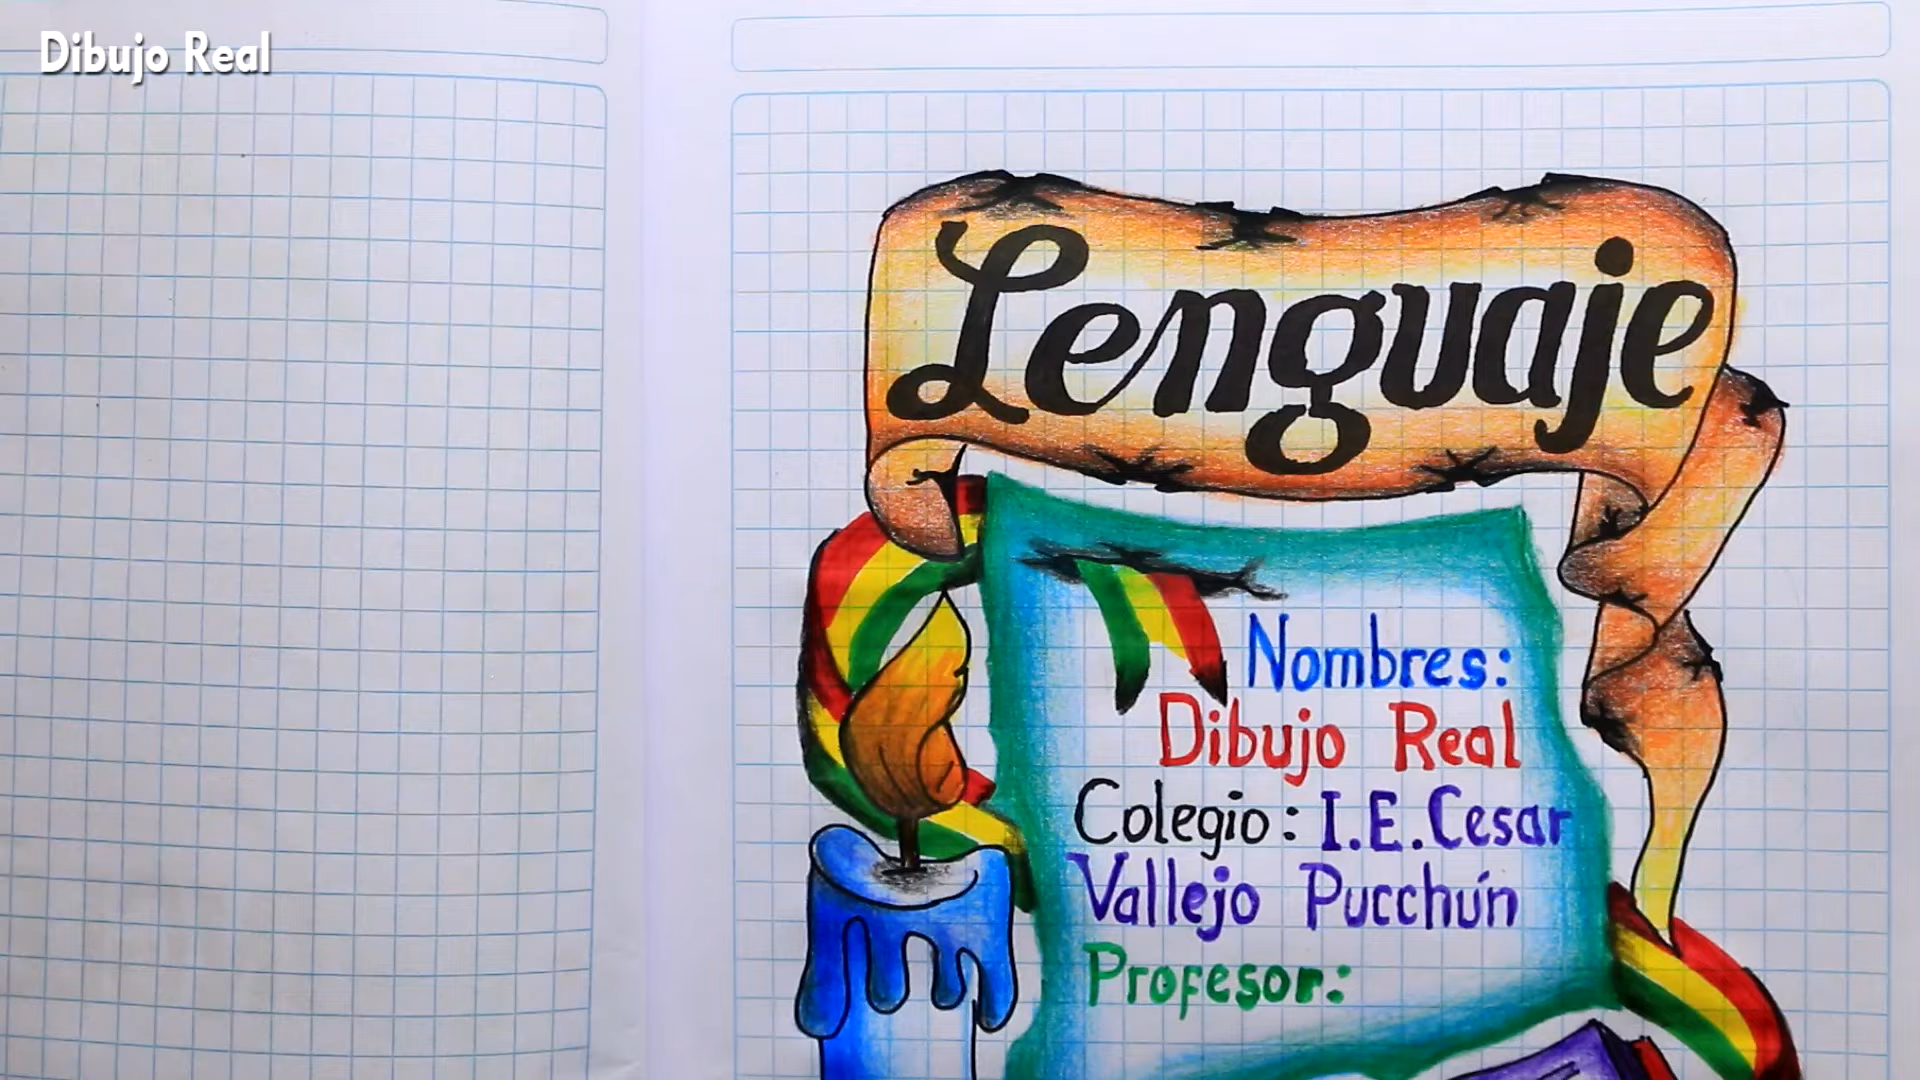 Dibujo Real
Lenguaje
Nombres:
Dibujo Real
Colegio: I.E.Cesar
Vallejo Pucchún
Profesor: